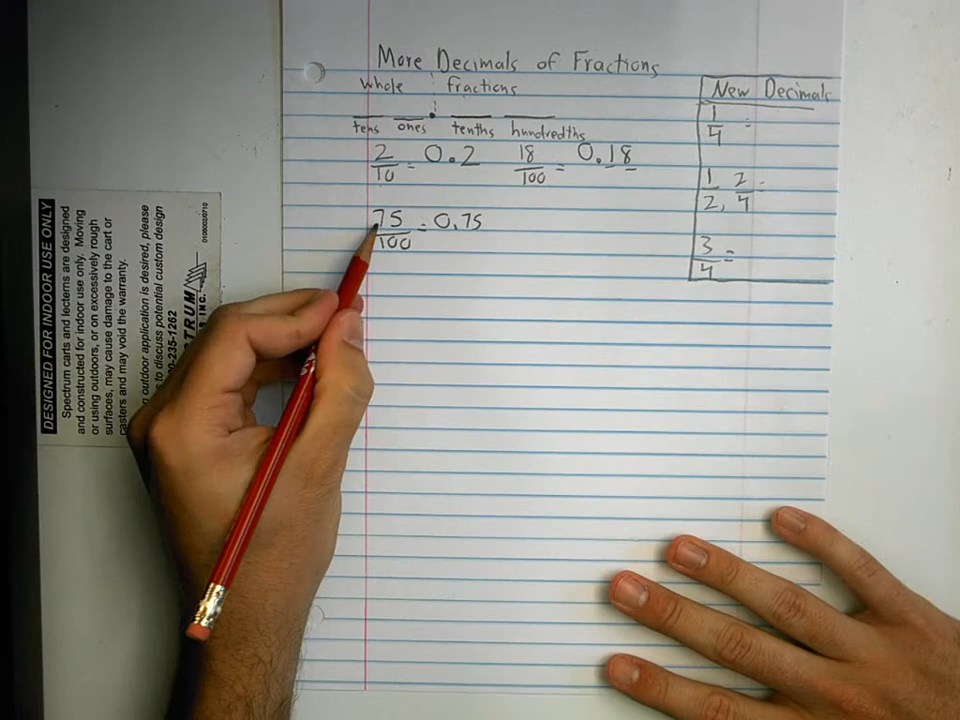 More Decimals of Fractions
whole fractions
tens ones . tenths hundredths
2/10 = 0.2 18/100 = 0.18
75/100 = 0.75
New Decimals
1/4 =
1/2, 2/4 =
3/4 =
DESIGNED FOR INDOOR USE ONLY
Spectrum carts and lecterns are designed
and constructed for indoor use only. Moving
or using outdoors, or on excessively rough
surfaces, may cause damage to the cart or
casters and may void the warranty.
outdoor application is desired, please
to discuss potential custom design
-235-1262
TRUM
INC.